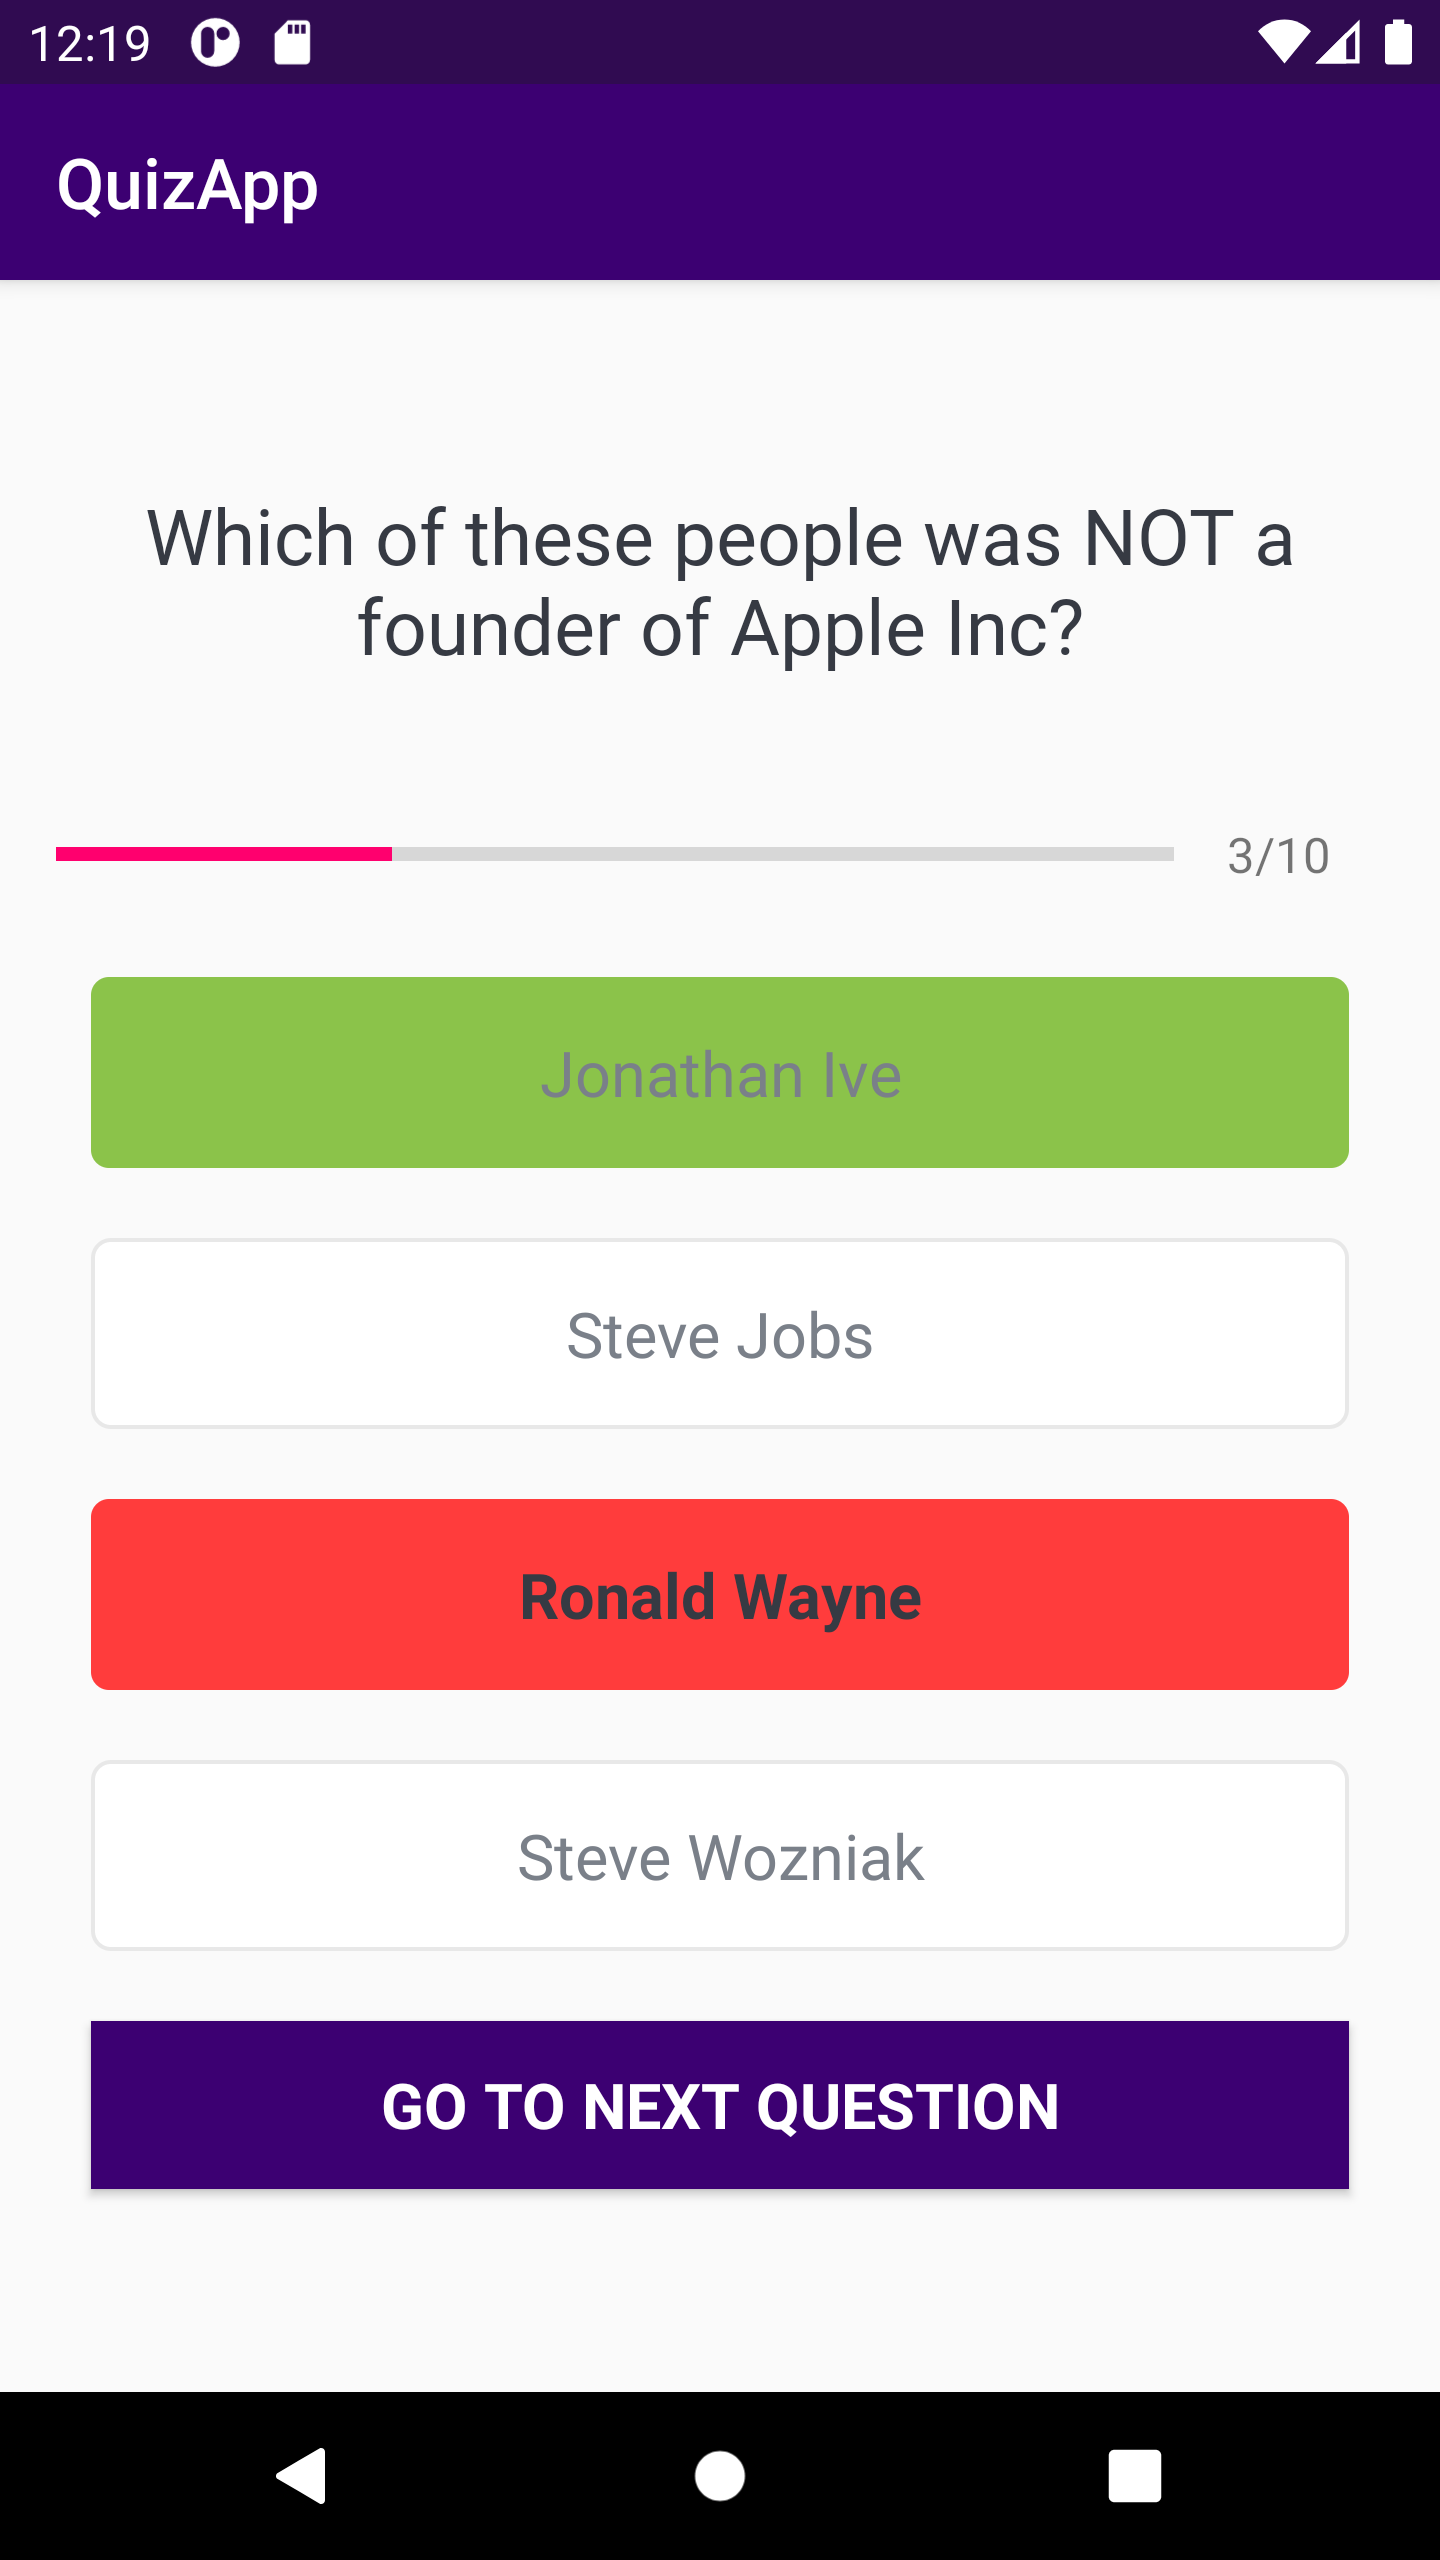 12:19
QuizApp
Which of these people was NOT a
founder of Apple Inc?
3/10
Jonathan Ive
Steve Jobs
Ronald Wayne
Steve Wozniak
GO TO NEXT QUESTION